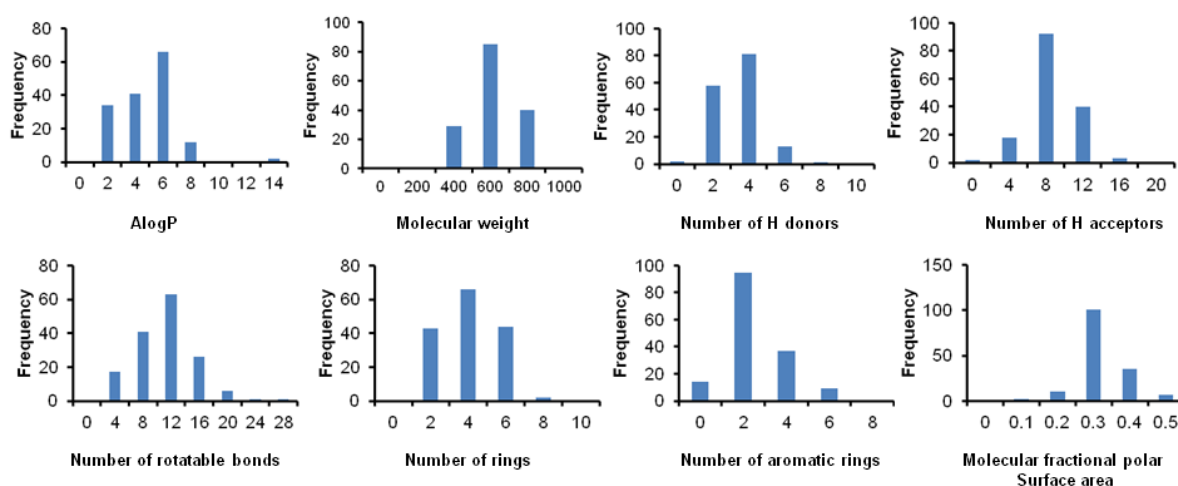 80
60
40
20
0
Frequency
0 2 4 6 8 10 12 14
AlogP
100
80
60
40
20
0
Frequency
0 200 400 600 800 1000
Molecular weight
100
80
60
40
20
0
Frequency
0 2 4 6 8 10
Number of H donors
100
80
60
40
20
0
Frequency
0 4 8 12 16 20
Number of H acceptors
80
60
40
20
0
Frequency
0 4 8 12 16 20 24 28
Number of rotatable bonds
80
60
40
20
0
Frequency
0 2 4 6 8 10
Number of rings
100
80
60
40
20
0
Frequency
0 2 4 6 8
Number of aromatic rings
150
100
50
0
Frequency
0 0.1 0.2 0.3 0.4 0.5
Molecular fractional polar
Surface area